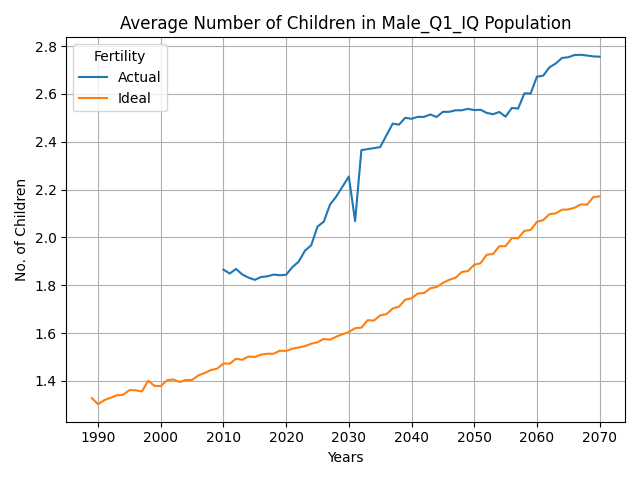 Average Number of Children in Male_Q1_IQ Population
Fertility
Actual
Ideal
No. of Children
2.8
2.6
2.4
2.2
2.0
1.8
1.6
1.4
1990 2000 2010 2020 2030 2040 2050 2060 2070
Years